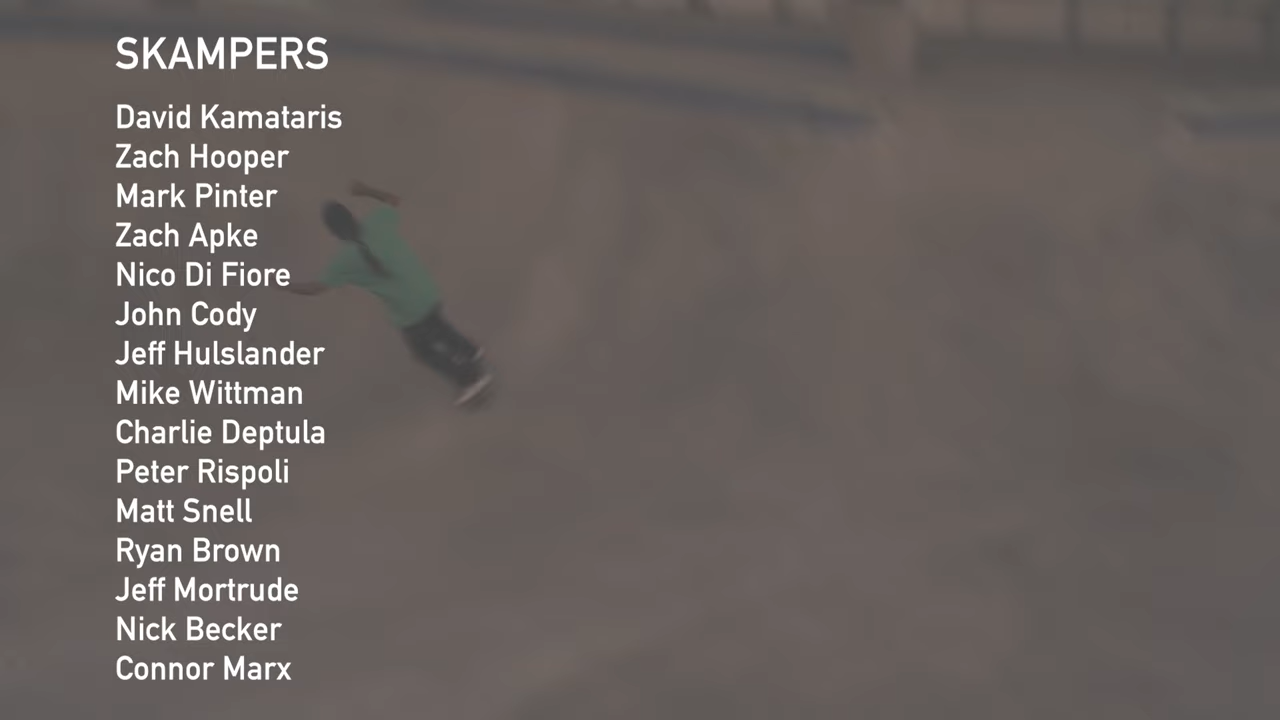 SKAMPERS
David Kamataris
Zach Hooper
Mark Pinter
Zach Apke
Nico Di Fiore
John Cody
Jeff Hulslander
Mike Wittman
Charlie Deptula
Peter Rispoli
Matt Snell
Ryan Brown
Jeff Mortrude
Nick Becker
Connor Marx